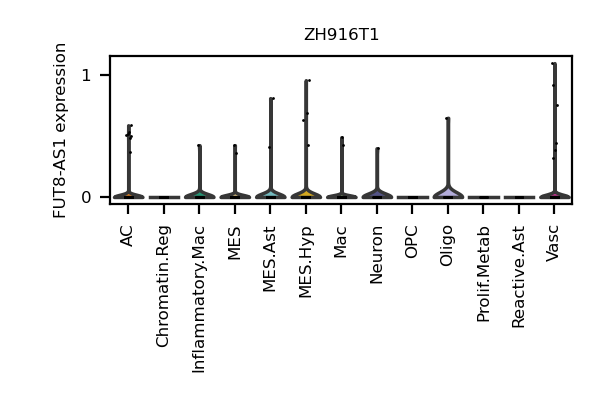 ZH916T1
FUT8-AS1 expression
1
0
AC
Chromatin.Reg
Inflammatory.Mac
MES
MES.Ast
MES.Hyp
Mac
Neuron
OPC
Oligo
Prolif.Metab
Reactive.Ast
Vasc